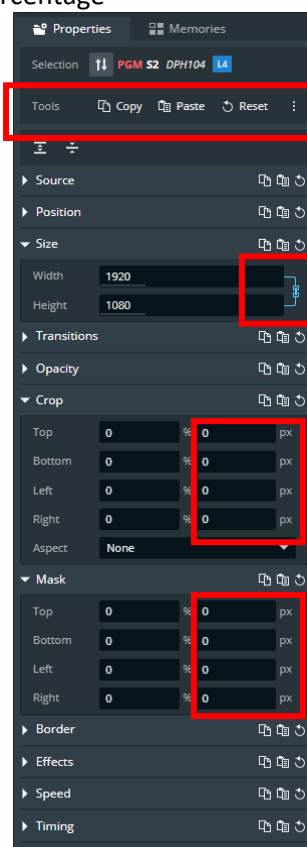 rcentage
Properties Memories
Selection PGM S2 DPH104 L4
Tools Copy Paste Reset
Source
Position
Size
Width 1920
Height 1080
Transitions
Opacity
Crop
Top 0 % 0 px
Bottom 0 % 0 px
Left 0 % 0 px
Right 0 % 0 px
Aspect None
Mask
Top 0 % 0 px
Bottom 0 % 0 px
Left 0 % 0 px
Right 0 % 0 px
Border
Effects
Speed
Timing